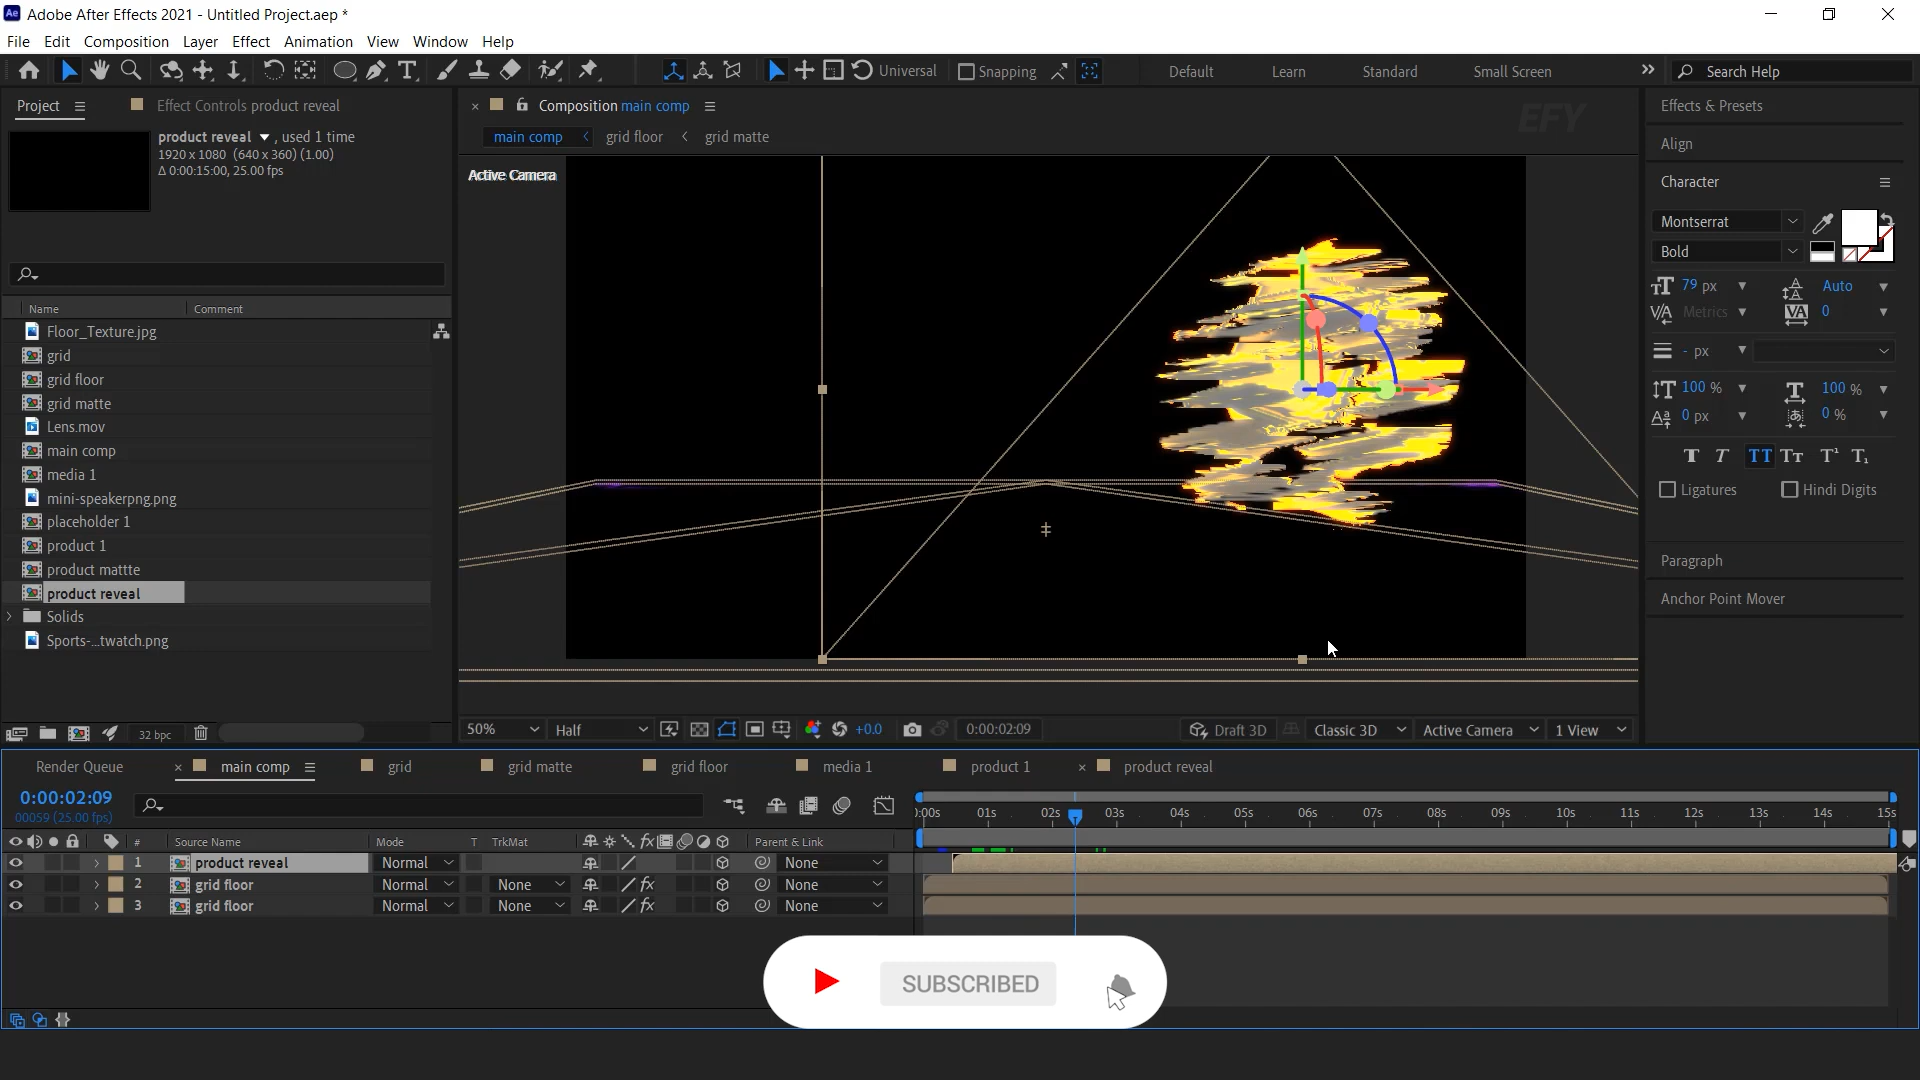 Ae Adobe After Effects 2021 - Untitled Project.aep *
File Edit Composition Layer Effect Animation View Window Help
Universal Snapping Default Learn Standard Small Screen Search Help
Project Effect Controls product reveal
product reveal , used 1 time
1920 x 1080 (640 x 360) (1.00)
Δ 0:00:15:00, 25.00 fps
Name Comment
Floor_Texture.jpg
grid
grid floor
grid matte
Lens.mov
main comp
media 1
mini-speakerpng.png
placeholder 1
product 1
product mattte
product reveal
Solids
Sports-...twatch.png
32 bpc
Composition main comp
EFY
main comp grid floor grid matte
Active Camera
50% Half +0.0 0:00:02:09 Draft 3D Classic 3D Active Camera 1 View
Effects & Presets
Align
Character
Montserrat
Bold
79 px Auto
Metrics 0
- px
100 % 100 %
0 px 0 %
Ligatures Hindi Digits
Paragraph
Anchor Point Mover
Render Queue main comp grid grid matte grid floor media 1 product 1 product reveal
0:00:02:09
00059 (25.00 fps)
):00s 01s 02s 03s 04s 05s 06s 07s 08s 09s 10s 11s 12s 13s 14s 15s
# Source Name Mode T TrkMat Parent & Link
1 product reveal Normal None
2 grid floor Normal None None
3 grid floor Normal None None
SUBSCRIBED